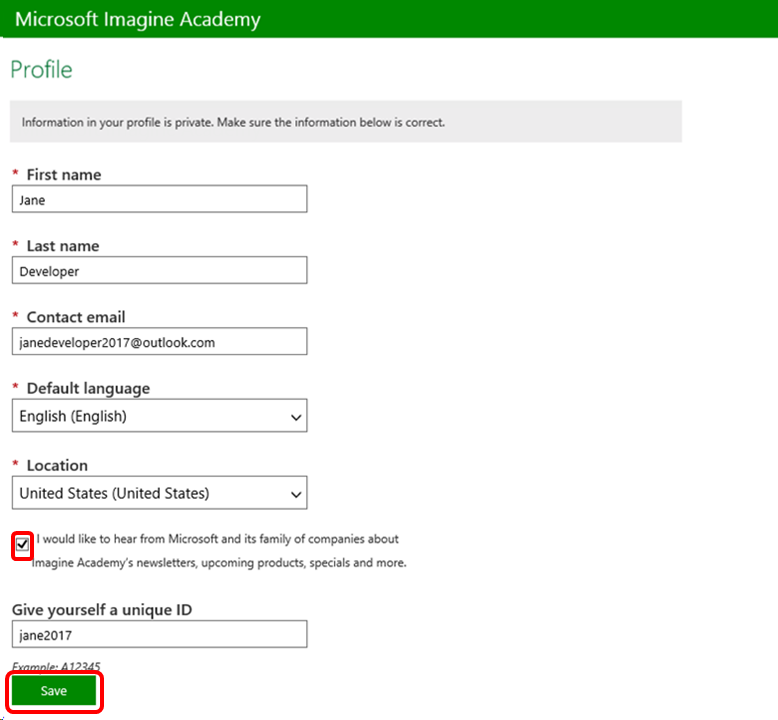 Microsoft Imagine Academy
Profile
Information in your profile is private. Make sure the information below is correct.
* First name
Jane
* Last name
Developer
* Contact email
janedeveloper2017@outlook.com
* Default language
English (English)
* Location
United States (United States)
I would like to hear from Microsoft and its family of companies about
Imagine Academy's newsletters, upcoming products, specials and more.
Give yourself a unique ID
jane2017
Example: A12345
Save